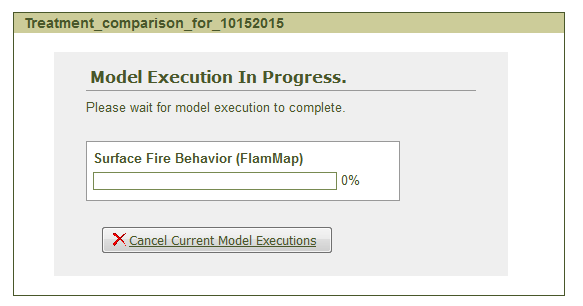 Treatment_comparison_for_10152015
Model Execution In Progress.
Please wait for model execution to complete.
Surface Fire Behavior (FlamMap)
0%
Cancel Current Model Executions